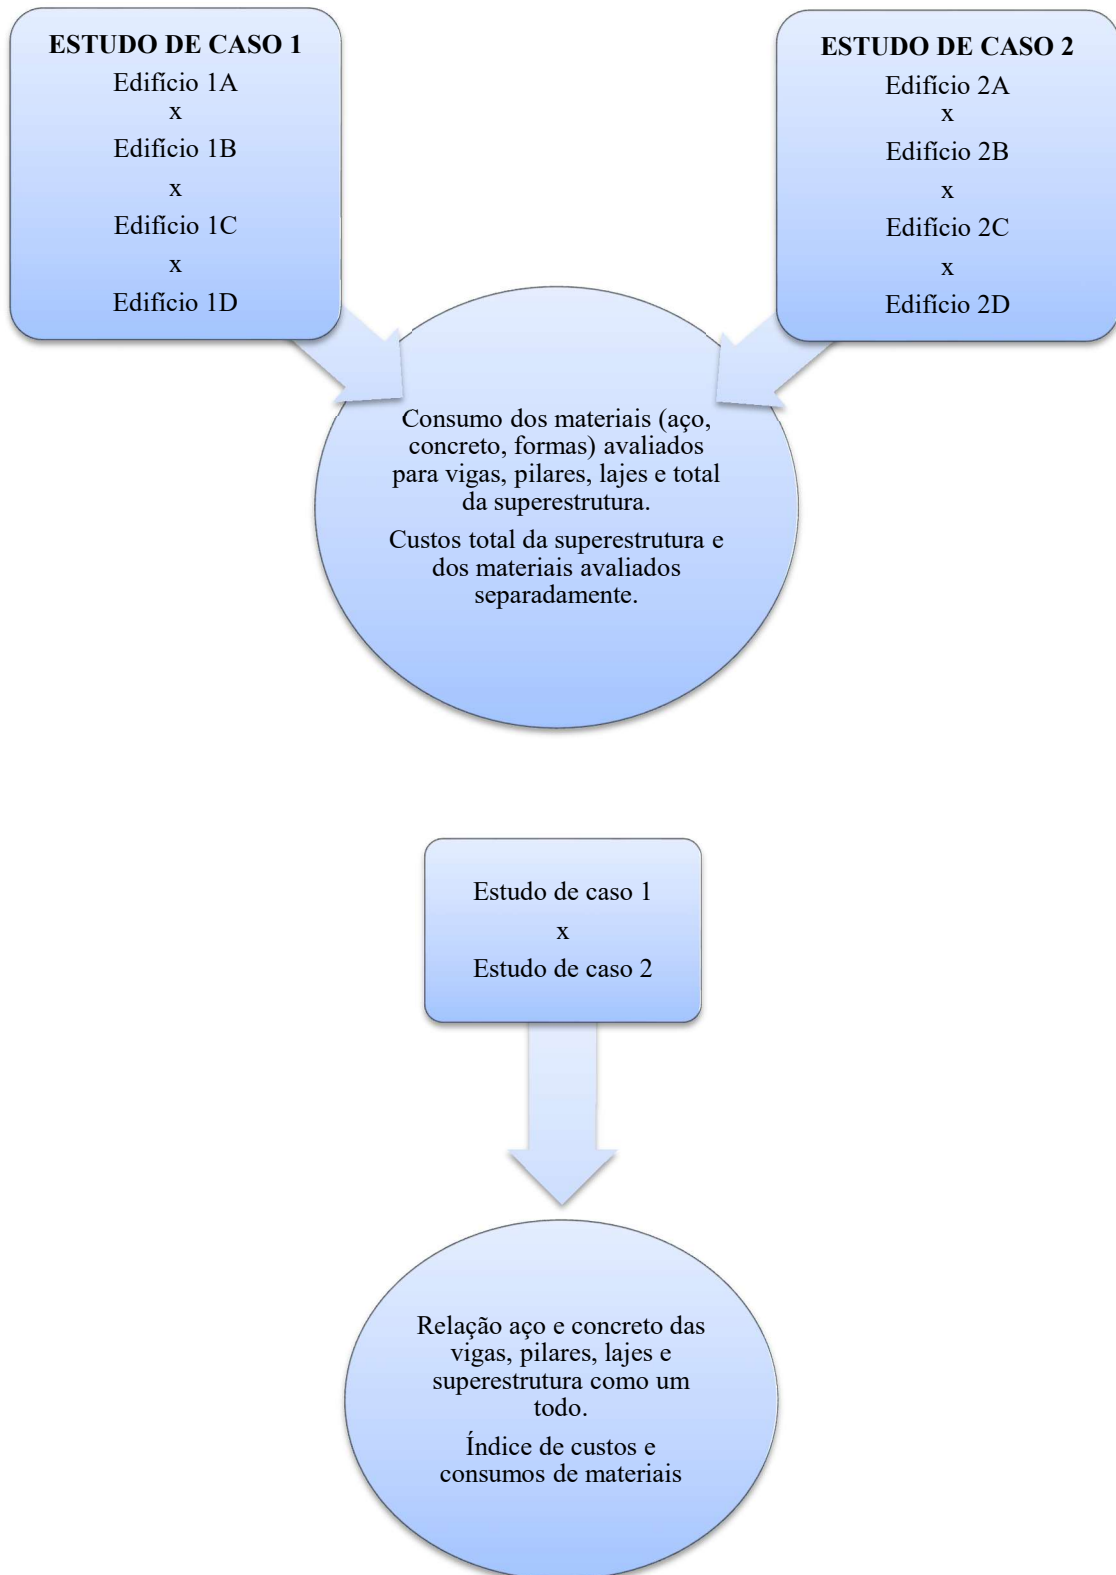 ESTUDO DE CASO 1
Edifício 1A
x
Edifício 1B
x
Edifício 1C
x
Edifício 1D
ESTUDO DE CASO 2
Edifício 2A
x
Edifício 2B
x
Edifício 2C
x
Edifício 2D
Consumo dos materiais (aço,
concreto, formas) avaliados
para vigas, pilares, lajes e total
da superestrutura.
Custos total da superestrutura e
dos materiais avaliados
separadamente.
Estudo de caso 1
x
Estudo de caso 2
Relação aço e concreto das
vigas, pilares, lajes e
superestrutura como um
todo.
Índice de custos e
consumos de materiais